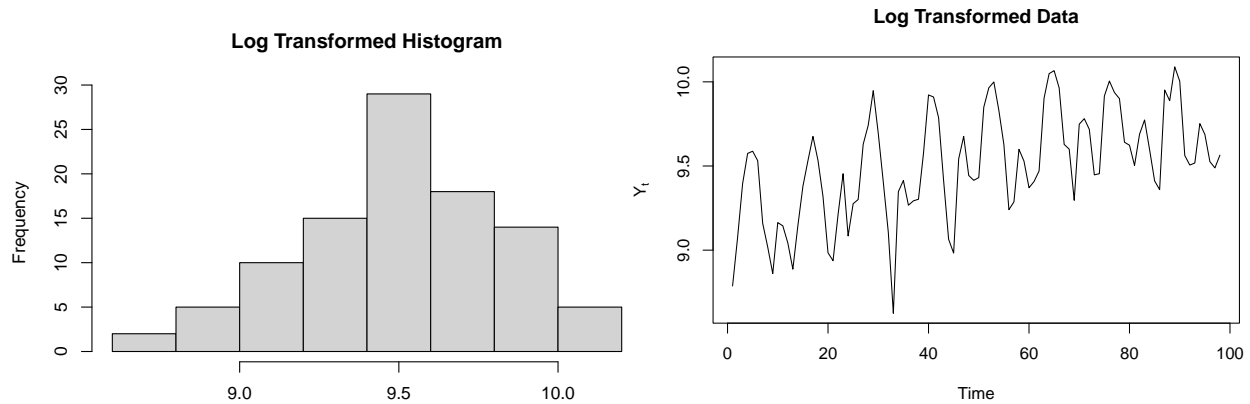 Log Transformed Histogram
Frequency
0
5
10
15
20
25
30
9.0 9.5 10.0
Log Transformed Data
Yt
9.0
9.5
10.0
0 20 40 60 80 100
Time